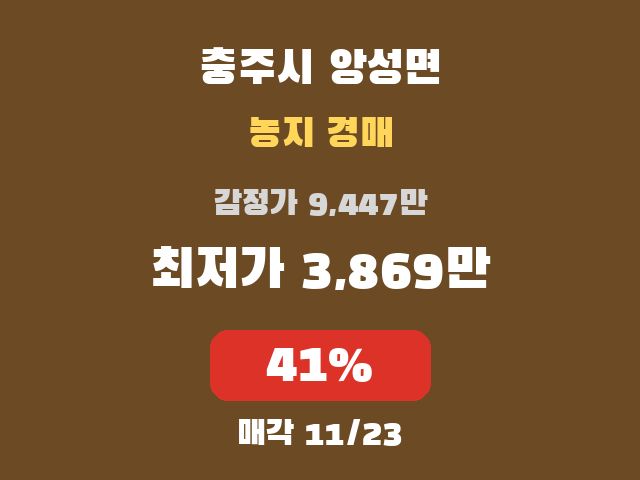 충주시 앙성면
농지 경매
감정가 9,447만
최저가 3,869만
41%
매각 11/23